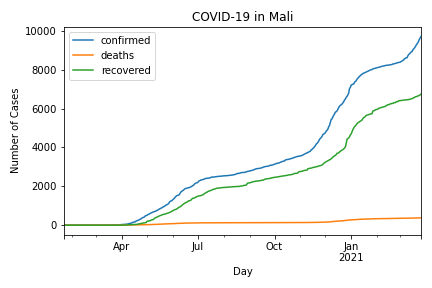 COVID-19 in Mali
confirmed
deaths
recovered
Number of Cases
10000
8000
6000
4000
2000
0
Apr
Jul
Oct
Jan
2021
Day